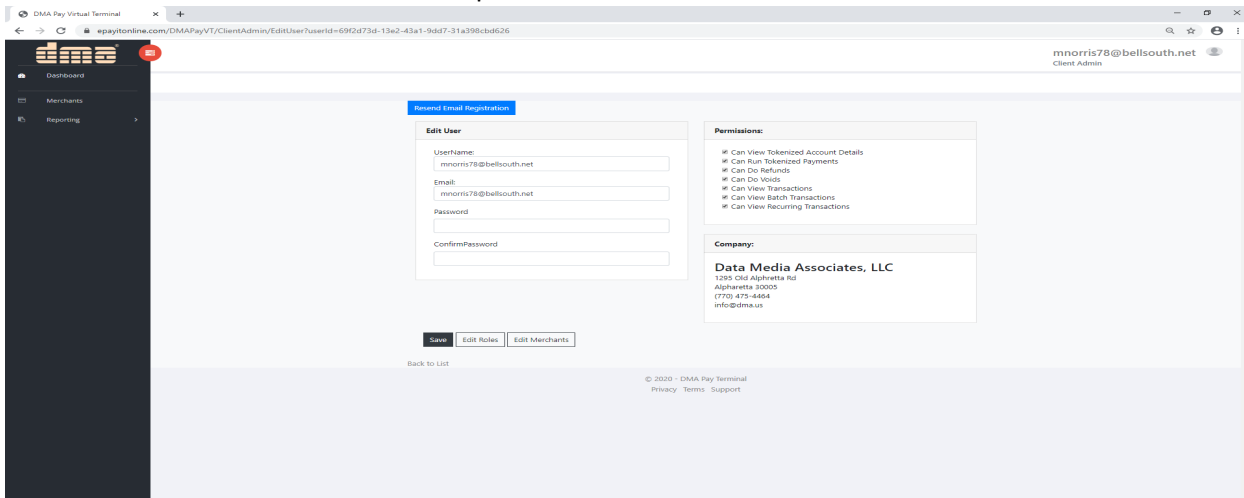 DMA Pay Virtual Terminal
epayitonline.com/DMAPayVT/ClientAdmin/EditUser?userId=69f2d73d-13e2-43a1-9dd7-31a398cbd626
dma
mnorris78@bellsouth.net
Client Admin
Dashboard
Merchants
Reporting
Resend Email Registration
Edit User
UserName:
mnorris78@bellsouth.net
Email:
mnorris78@bellsouth.net
Password
ConfirmPassword
Permissions:
Can View Tokenized Account Details
Can Run Tokenized Payments
Can Do Refunds
Can Do Voids
Can View Transactions
Can View Batch Transactions
Can View Recurring Transactions
Company:
Data Media Associates, LLC
1295 Old Alphretta Rd
Alpharetta 30005
(770) 475-4464
info@dma.us
Save Edit Roles Edit Merchants
Back to List
© 2020 - DMA Pay Terminal
Privacy Terms Support